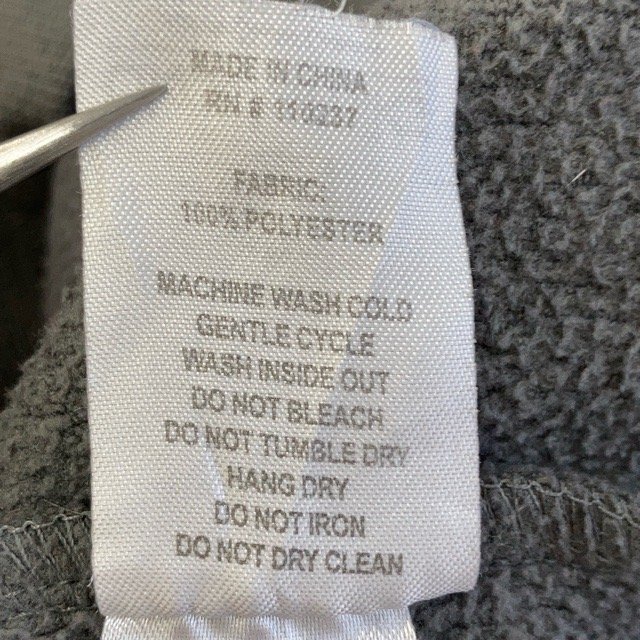 MADE IN CHINA
RN # 110237
FABRIC:
100% POLYESTER
MACHINE WASH COLD
GENTLE CYCLE
WASH INSIDE OUT
DO NOT BLEACH
DO NOT TUMBLE DRY
HANG DRY
DO NOT IRON
DO NOT DRY CLEAN